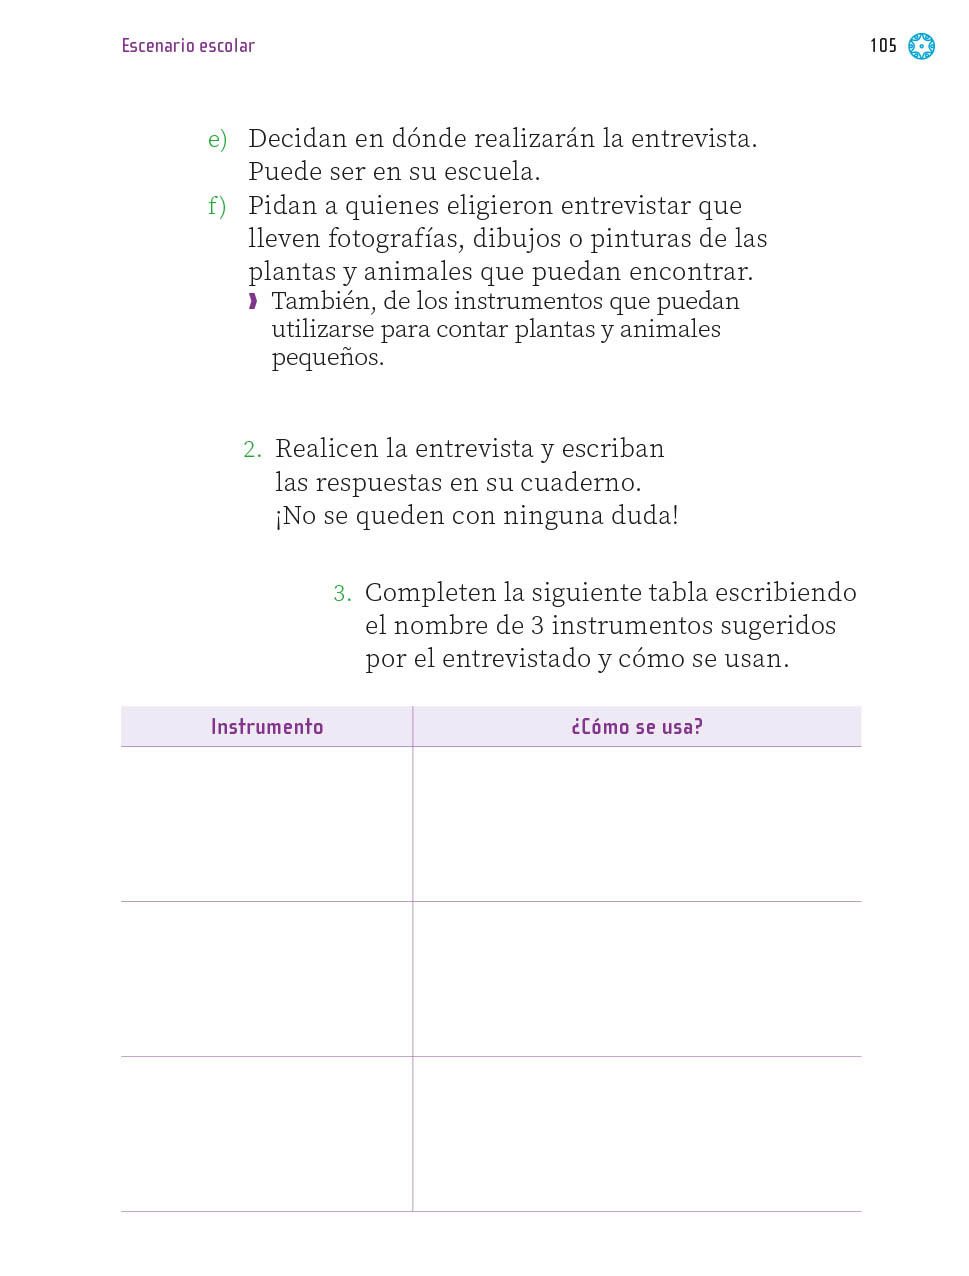 Escenario escolar
105
e) Decidan en dónde realizarán la entrevista.
Puede ser en su escuela.
f) Pidan a quienes eligieron entrevistar que
lleven fotografías, dibujos o pinturas de las
plantas y animales que puedan encontrar.
También, de los instrumentos que puedan
utilizarse para contar plantas y animales
pequeños.
2. Realicen la entrevista y escriban
las respuestas en su cuaderno.
¡No se queden con ninguna duda!
3. Completen la siguiente tabla escribiendo
el nombre de 3 instrumentos sugeridos
por el entrevistado y cómo se usan.
Instrumento
¿Cómo se usa?